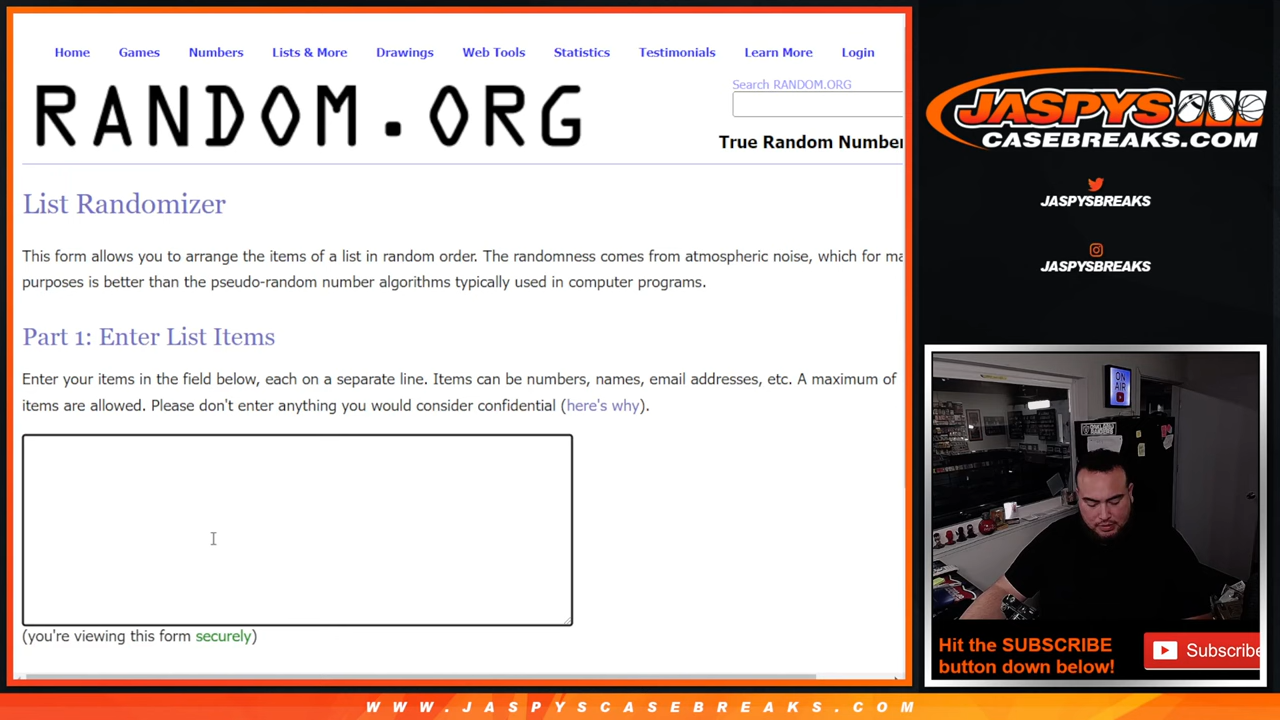 Home Games Numbers Lists & More Drawings Web Tools Statistics Testimonials Learn More Login
Search RANDOM.ORG
RANDOM.ORG
True Random Number
List Randomizer
This form allows you to arrange the items of a list in random order. The randomness comes from atmospheric noise, which for ma
purposes is better than the pseudo-random number algorithms typically used in computer programs.
Part 1: Enter List Items
Enter your items in the field below, each on a separate line. Items can be numbers, names, email addresses, etc. A maximum of
items are allowed. Please don't enter anything you would consider confidential (here's why).
(you're viewing this form securely)
JASPYS
CASEBREAKS.COM
JASPYSBREAKS
JASPYSBREAKS
ON
AIR
Hit the SUBSCRIBE
button down below!
Subscribe
WWW.JASPYSCASEBREAKS.COM